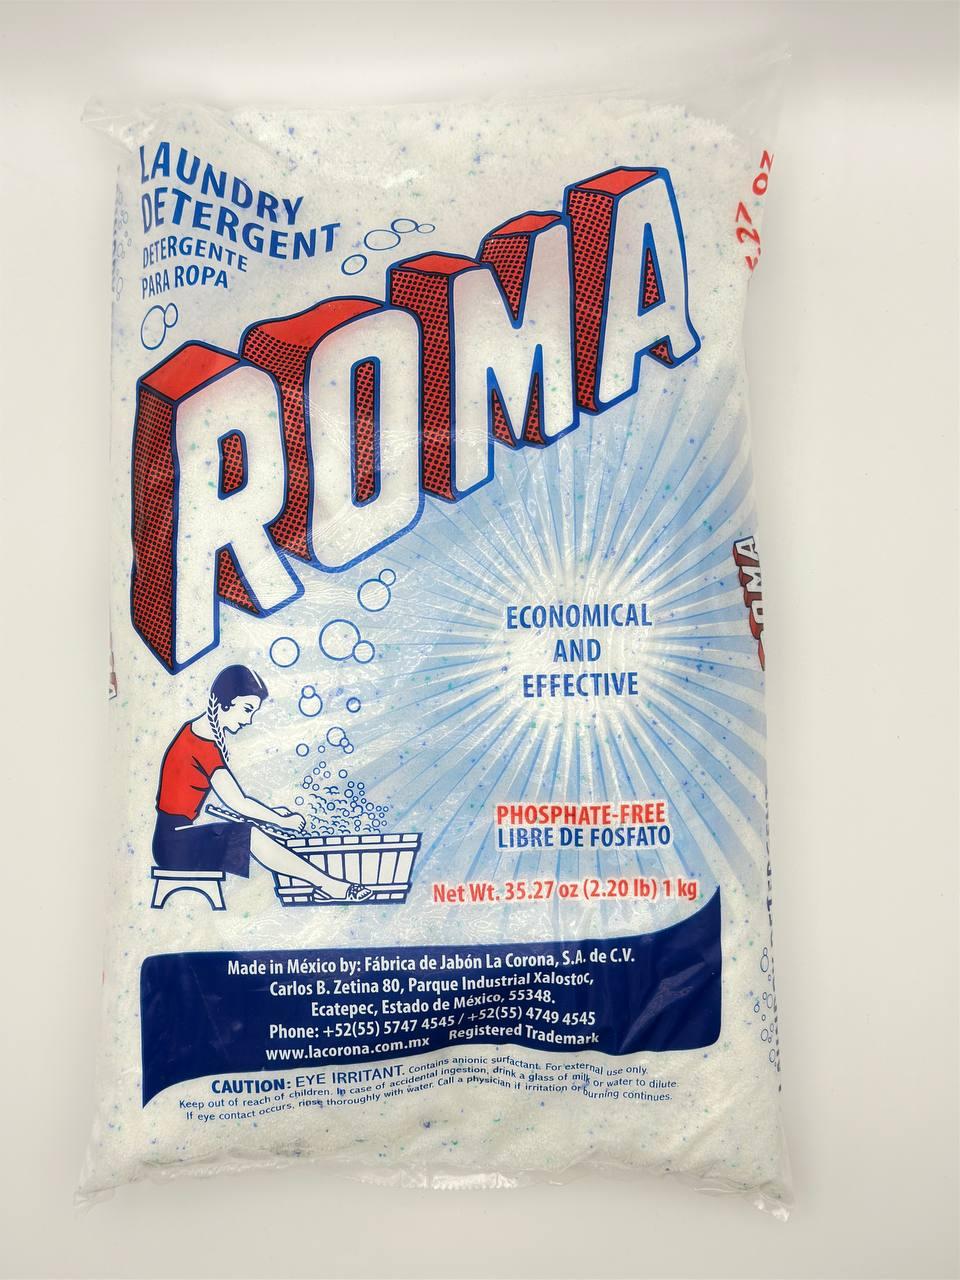 LAUNDRY
DETERGENT
DETERGENTE
PARA ROPA
ROMA
ECONOMICAL
AND
EFFECTIVE
PHOSPHATE-FREE
LIBRE DE FOSFATO
Net Wt. 35.27 oz (2.20 lb) 1 kg
Made in México by: Fábrica de Jabón La Corona, S.A. de C.V.
Carlos B. Zetina 80, Parque Industrial Xalostoc,
Ecatepec, Estado de México, 55348.
Phone: +52(55) 5747 4545 / +52(55) 4749 4545
www.lacorona.com.mx Registered Trademark
CAUTION: EYE IRRITANT. Contains anionic surfactant. For external use only.
Keep out of reach of children. In case of accidental ingestion, drink a glass of milk or water to dilute.
If eye contact occurs, rinse thoroughly with water. Call a physician if irritation or burning continues.
.27 oz
ROMA